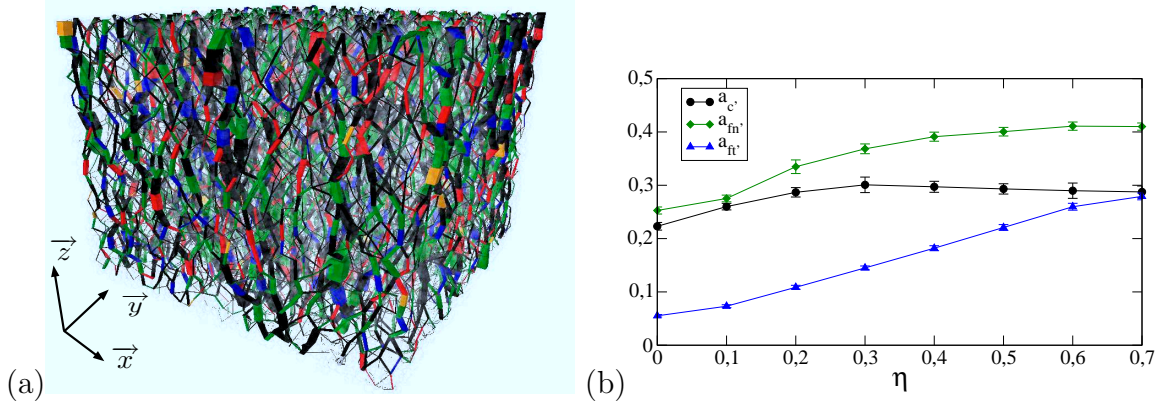 0,5
0,4
0,3
0,2
0,1
0
a_c'
a_fn'
a_ft'
0 0,1 0,2 0,3 0,4 0,5 0,6 0,7
η
z
y
x
(a)
(b)